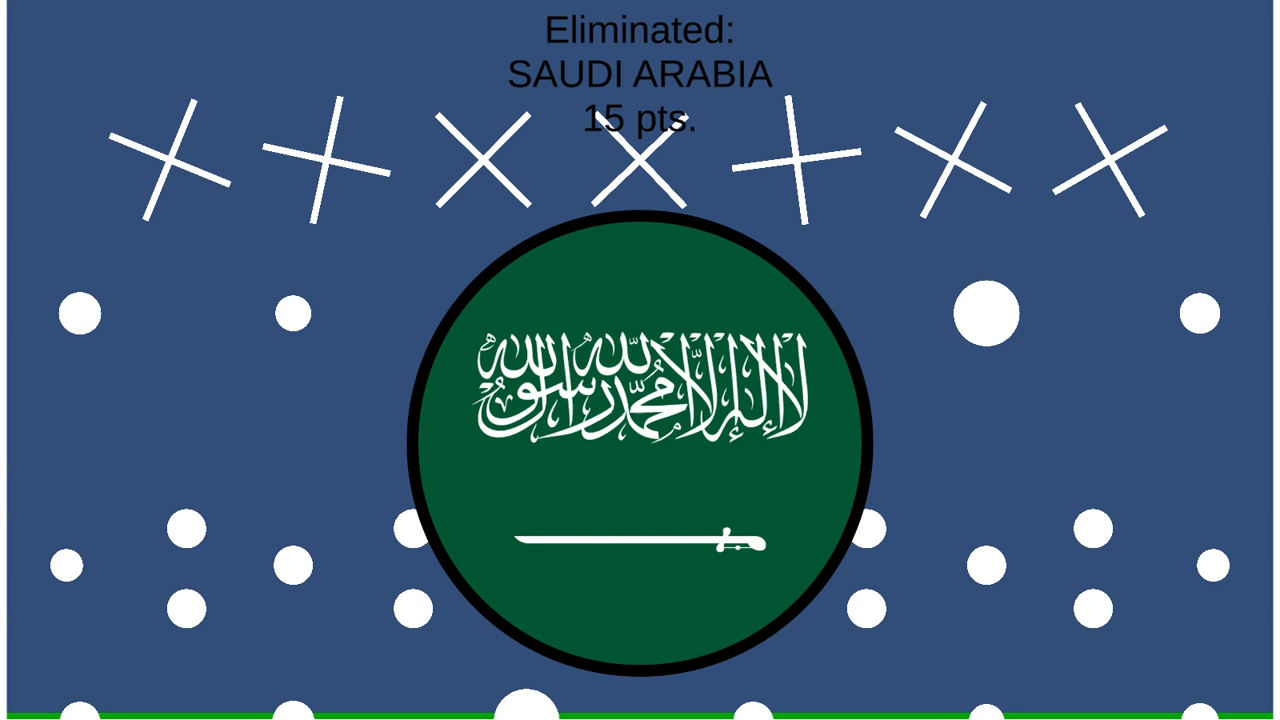 Eliminated:
SAUDI ARABIA
15 pts.
لا إله إلا الله محمد رسول الله